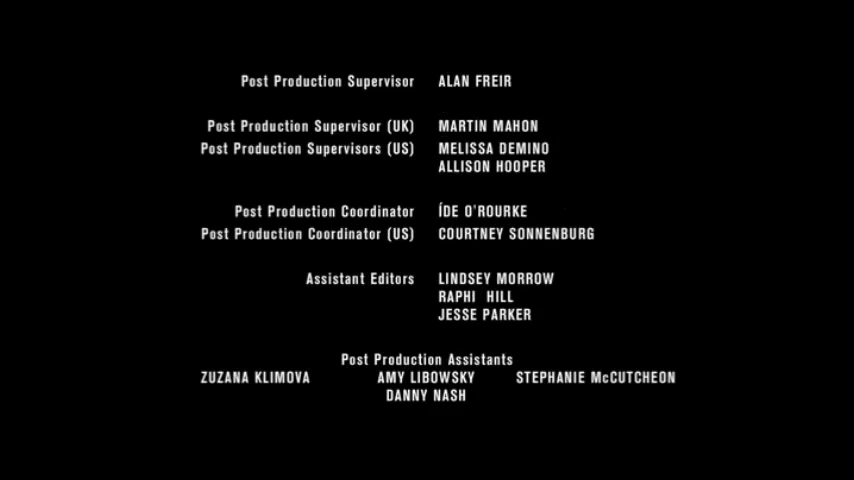 Post Production Supervisor ALAN FREIR
Post Production Supervisor (UK) MARTIN MAHON
Post Production Supervisors (US) MELISSA DEMINO
ALLISON HOOPER
Post Production Coordinator ÍDE O'ROURKE
Post Production Coordinator (US) COURTNEY SONNENBURG
Assistant Editors LINDSEY MORROW
RAPHI HILL
JESSE PARKER
Post Production Assistants
ZUZANA KLIMOVA AMY LIBOWSKY STEPHANIE McCUTCHEON
DANNY NASH